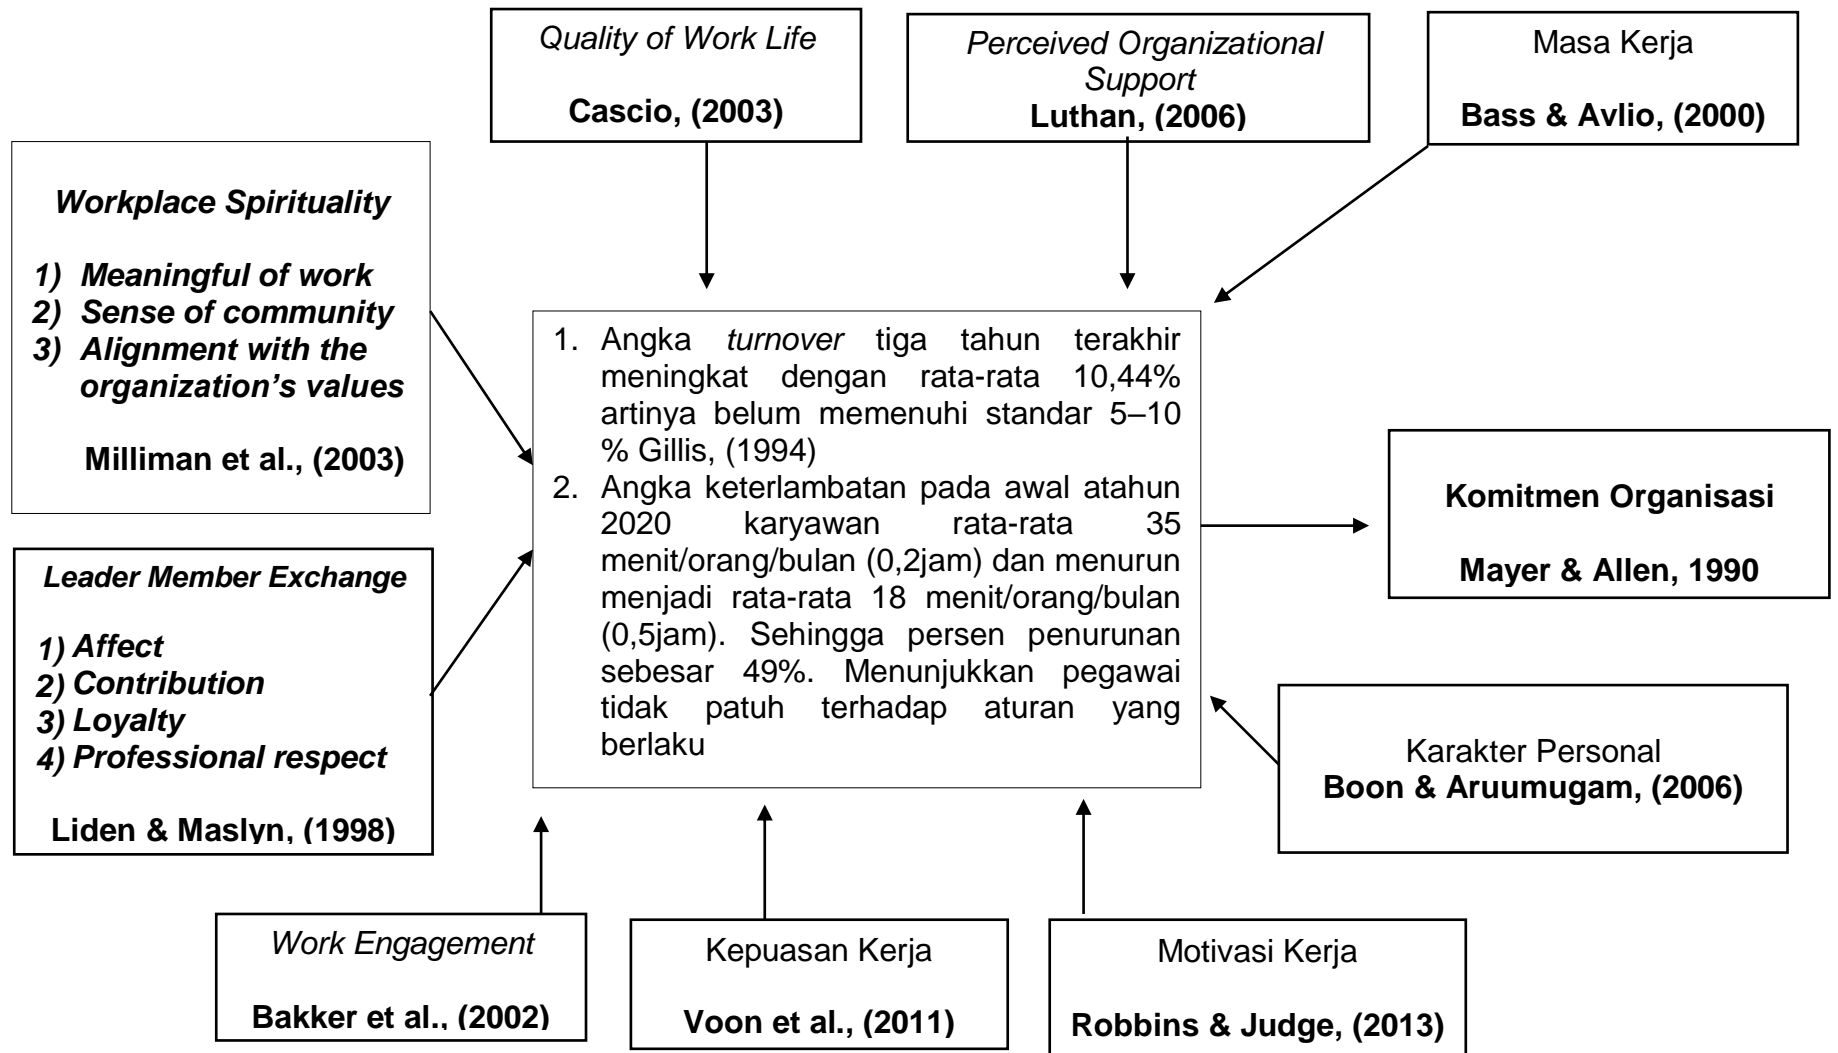 Quality of Work Life
Cascio, (2003)
Perceived Organizational
Support
Luthan, (2006)
Masa Kerja
Bass & Avlio, (2000)
Workplace Spirituality
1) Meaningful of work
2) Sense of community
3) Alignment with the
organization's values
Milliman et al., (2003)
Leader Member Exchange
1) Affect
2) Contribution
3) Loyalty
4) Professional respect
Liden & Maslyn, (1998)
1. Angka turnover tiga tahun terakhir
meningkat dengan rata-rata 10,44%
artinya belum memenuhi standar 5–10
% Gillis, (1994)
2. Angka keterlambatan pada awal atahun
2020 karyawan rata-rata 35
menit/orang/bulan (0,2jam) dan menurun
menjadi rata-rata 18 menit/orang/bulan
(0,5jam). Sehingga persen penurunan
sebesar 49%. Menunjukkan pegawai
tidak patuh terhadap aturan yang
berlaku
Komitmen Organisasi
Mayer & Allen, 1990
Karakter Personal
Boon & Aruumugam, (2006)
Work Engagement
Bakker et al., (2002)
Kepuasan Kerja
Voon et al., (2011)
Motivasi Kerja
Robbins & Judge, (2013)